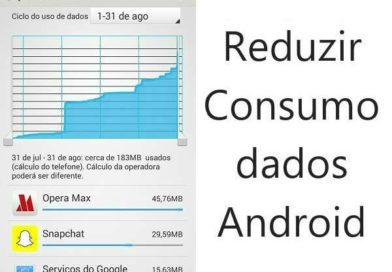 Ciclo do uso de dados
1-31 de ago
31 de jul - 31 de ago: cerca de 183MB usados
(cálculo do telefone). Cálculo da operadora
poderá ser diferente.
Opera Max
45,76MB
Snapchat
29,59MB
Serviços do Google
15,63MB
Reduzir
Consumo
dados
Android